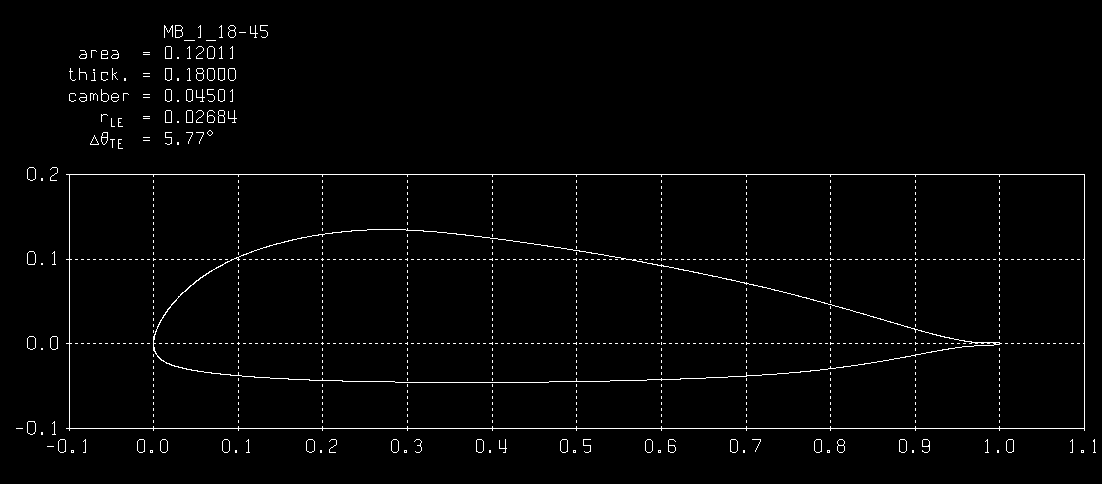 MB_1_18-45
area = 0.12011
thick. = 0.18000
camber = 0.04501
rLE = 0.02684
ΔθTE = 5.77°
0.2
0.1
0.0
-0.1
-0.1 0.0 0.1 0.2 0.3 0.4 0.5 0.6 0.7 0.8 0.9 1.0 1.1